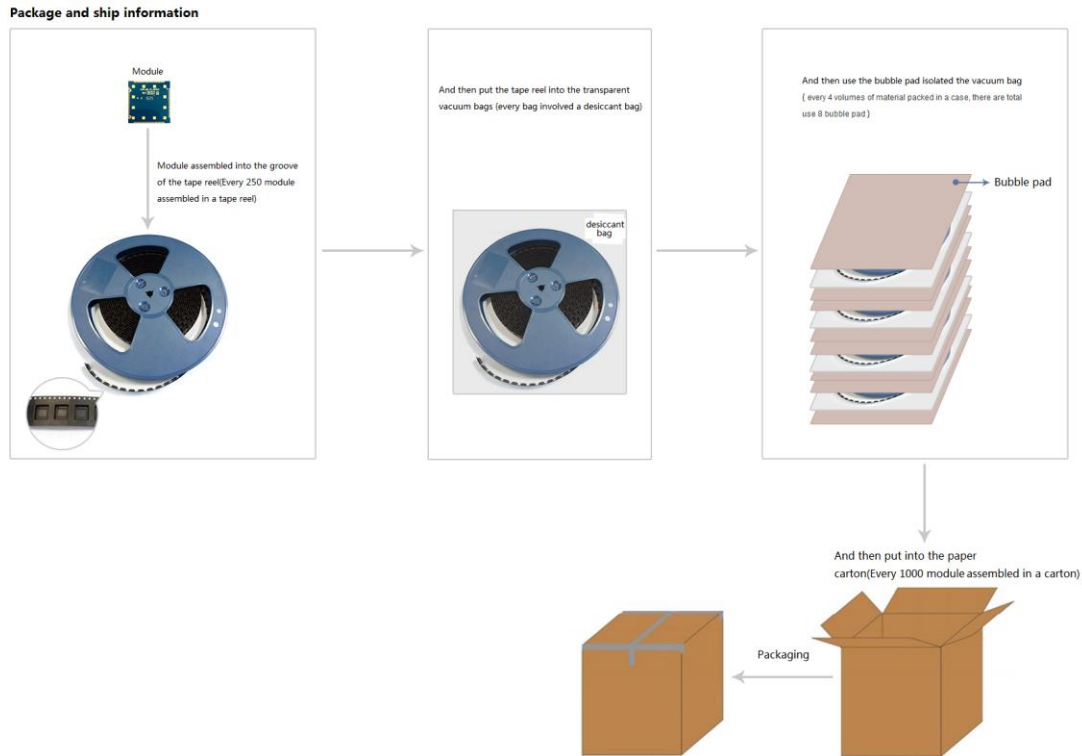 Package and ship information
Module
Module assembled into the groove
of the tape reel(Every 250 module
assembled in a tape reel)
And then put the tape reel into the transparent
vacuum bags (every bag involved a desiccant bag)
desiccant
bag
And then use the bubble pad isolated the vacuum bag
( every 4 volumes of material packed in a case, there are total
use 8 bubble pad )
Bubble pad
And then put into the paper
carton(Every 1000 module assembled in a carton)
Packaging